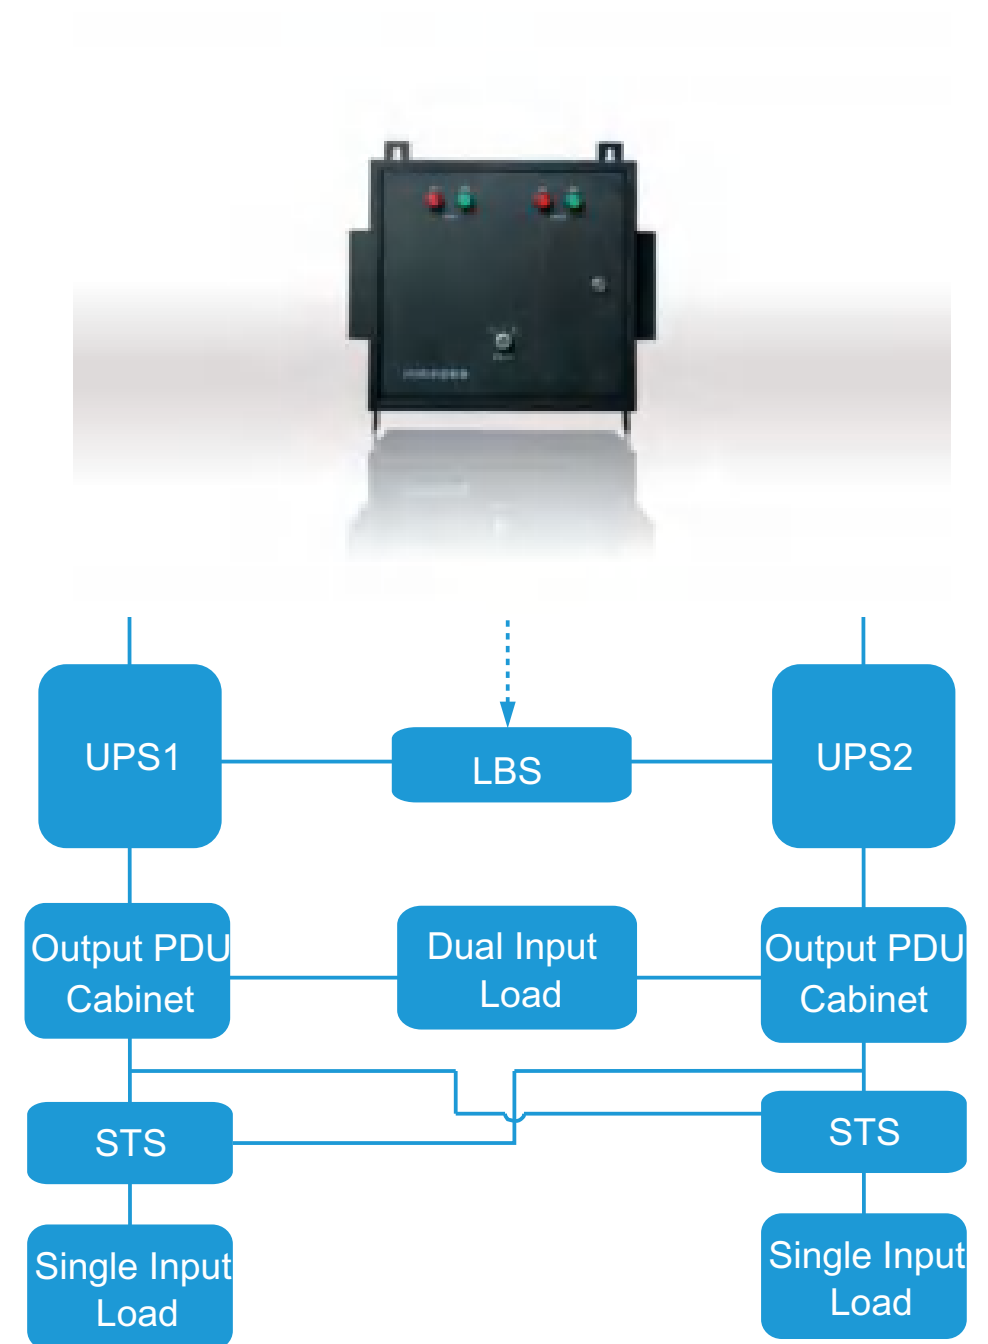 UPS1
LBS
UPS2
Output PDU
Cabinet
Dual Input
Load
Output PDU
Cabinet
STS
STS
Single Input
Load
Single Input
Load